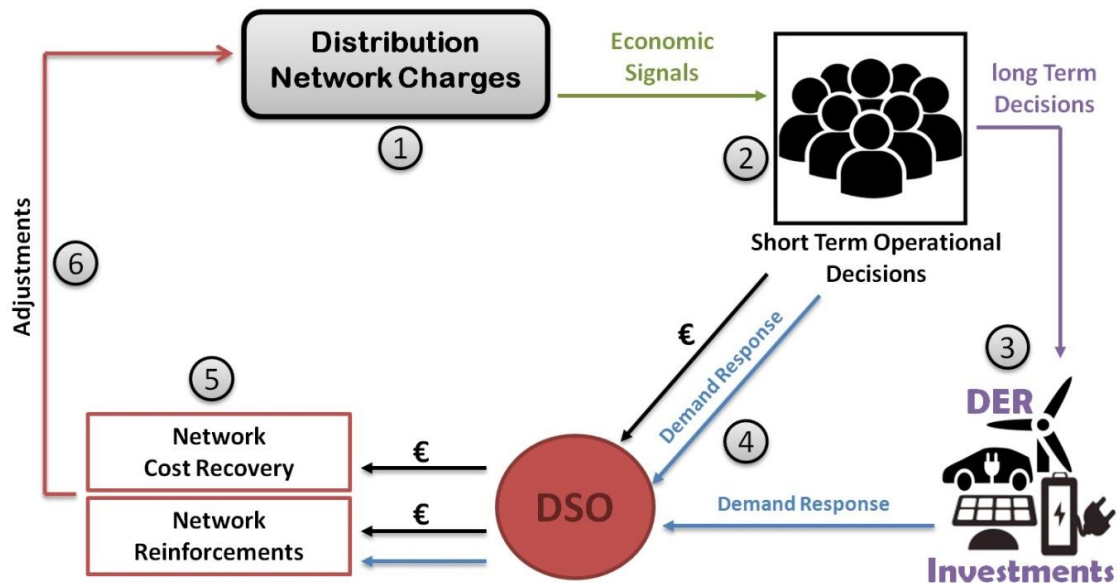 Distribution
Network Charges
1
Economic
Signals
2
long Term
Decisions
Short Term Operational
Decisions
3
DER
Investments
€
Demand Response
4
Demand Response
DSO
€
€
5
Network
Cost Recovery
Network
Reinforcements
6
Adjustments